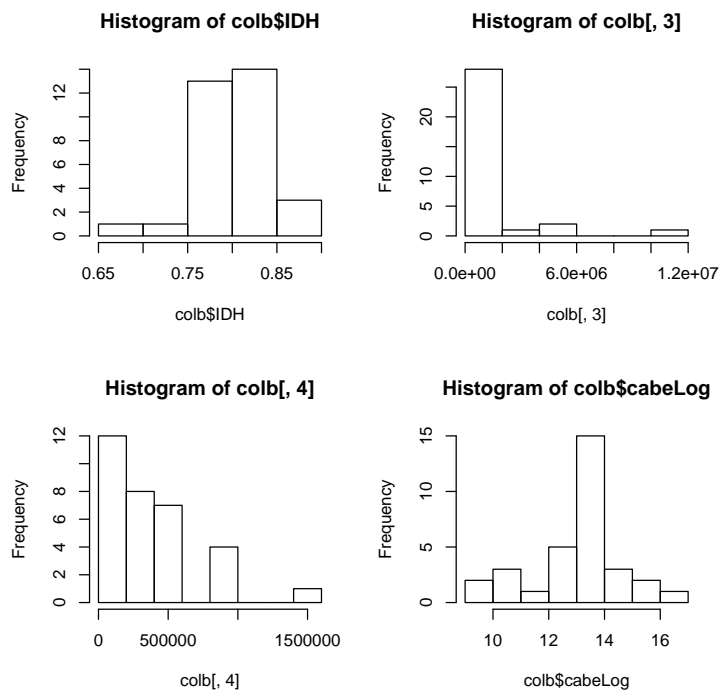 Histogram of colb$IDH
Frequency
0 2 4 6 8 12
0.65 0.75 0.85
colb$IDH
Histogram of colb[, 3]
Frequency
0 5 10 20
0.0e+00 6.0e+06 1.2e+07
colb[, 3]
Histogram of colb[, 4]
Frequency
0 2 4 6 8 12
0 500000 1500000
colb[, 4]
Histogram of colb$cabeLog
Frequency
0 5 10 15
10 12 14 16
colb$cabeLog